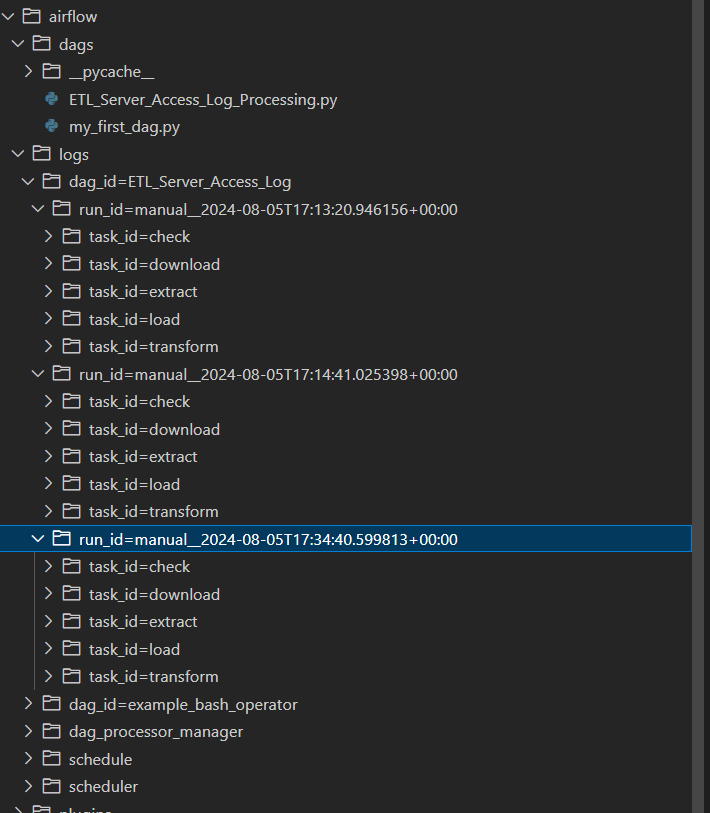 airflow
dags
__pycache__
ETL_Server_Access_Log_Processing.py
my_first_dag.py
logs
dag_id=ETL_Server_Access_Log
run_id=manual__2024-08-05T17:13:20.946156+00:00
task_id=check
task_id=download
task_id=extract
task_id=load
task_id=transform
run_id=manual__2024-08-05T17:14:41.025398+00:00
task_id=check
task_id=download
task_id=extract
task_id=load
task_id=transform
run_id=manual__2024-08-05T17:34:40.599813+00:00
task_id=check
task_id=download
task_id=extract
task_id=load
task_id=transform
dag_id=example_bash_operator
dag_processor_manager
schedule
scheduler
plugins